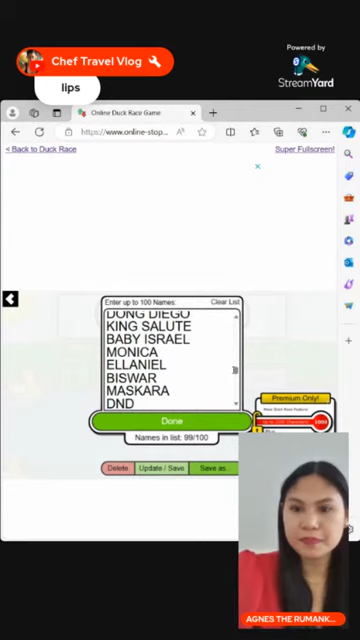 Chef Travel Vlog
lips
Powered by
StreamYard
Online Duck Race Game
https://www.online-stop...
< Back to Duck Race
Super Fullscreen!
Enter up to 100 Names:
Clear List
DONG DIEGO
KING SALUTE
BABY ISRAEL
MONICA
ELLANIEL
BISWAR
MASKARA
DND
Done
Names in list: 99/100
Delete
Update / Save
Save as..
Premium Only!
1000
AGNES THE RUMANK...